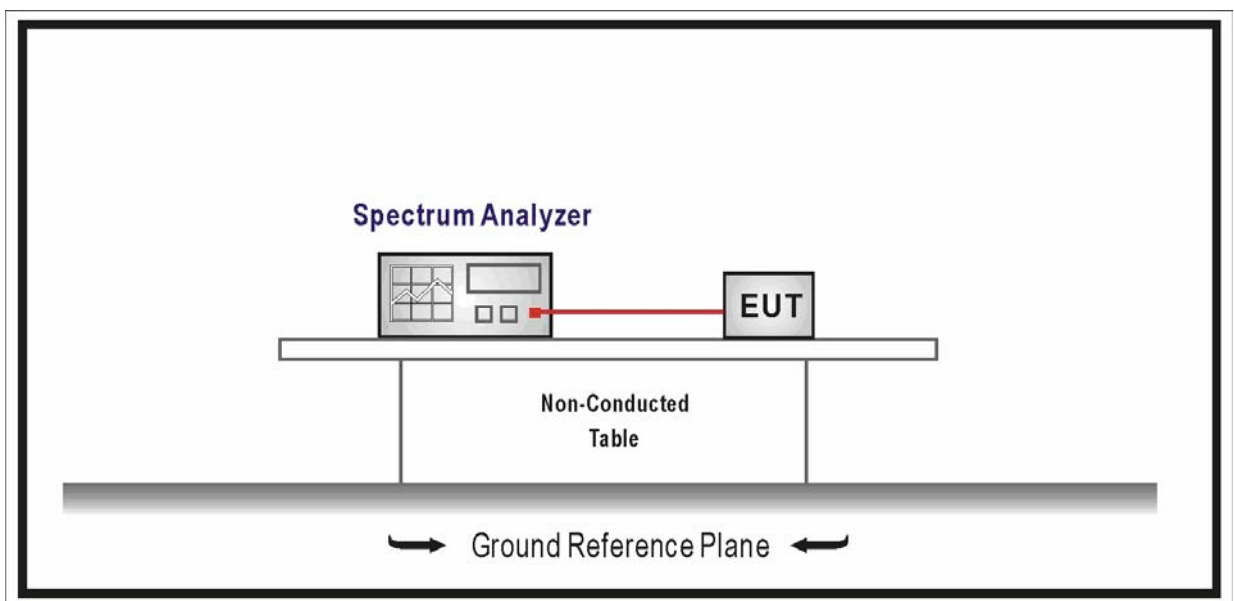 Spectrum Analyzer
EUT
Non-Conducted
Table
Ground Reference Plane